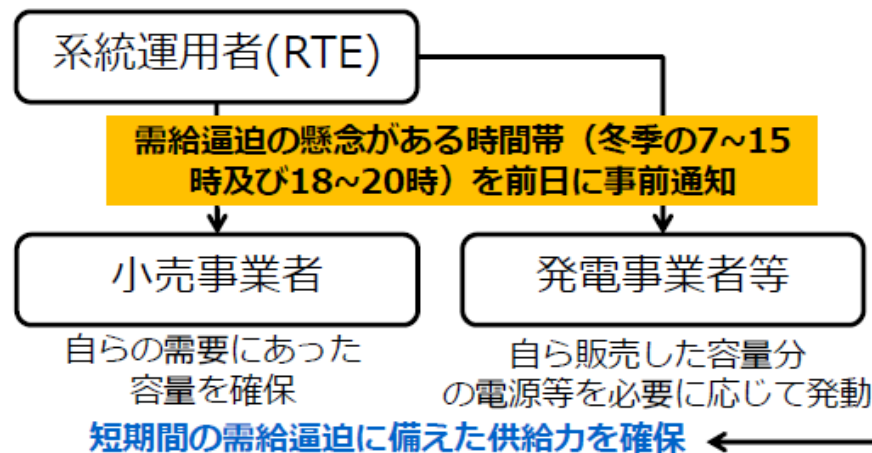 系統運用者(RTE)
需給逼迫の懸念がある時間帯（冬季の7~15
時及び18~20時）を前日に事前通知
小売事業者
発電事業者等
自らの需要にあった
容量を確保
自ら販売した容量分
の電源等を必要に応じて発動
短期間の需給逼迫に備えた供給力を確保